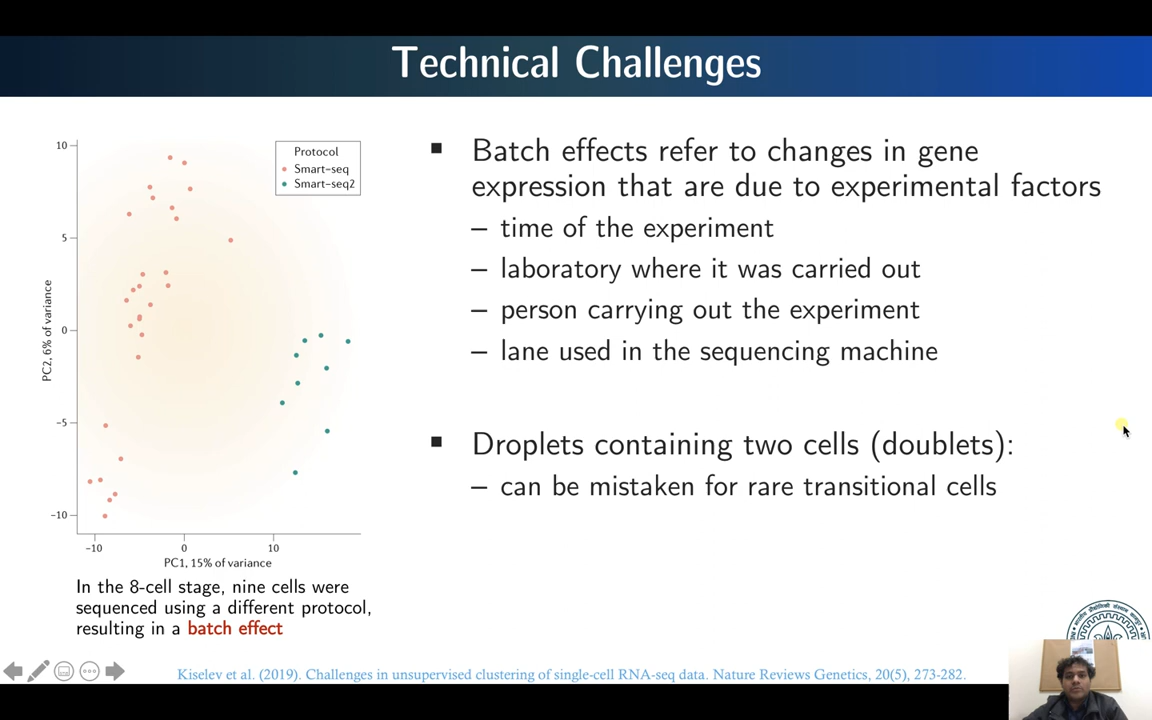 Technical Challenges
10
5
0
−5
−10
PC2, 6% of variance
Protocol
Smart−seq
Smart−seq2
−10
0
10
PC1, 15% of variance
In the 8-cell stage, nine cells were
sequenced using a different protocol,
resulting in a batch effect
■ Batch effects refer to changes in gene
expression that are due to experimental factors
– time of the experiment
– laboratory where it was carried out
– person carrying out the experiment
– lane used in the sequencing machine
■ Droplets containing two cells (doublets):
– can be mistaken for rare transitional cells
Kiselev et al. (2019). Challenges in unsupervised clustering of single-cell RNA-seq data. Nature Reviews Genetics, 20(5), 273-282.